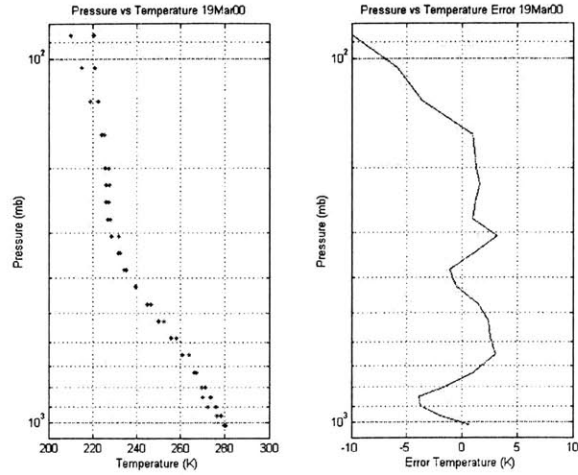 Pressure vs Temperature 19Mar00
Pressure (mb)
10²
10³
200 220 240 260 280 300
Temperature (K)
Pressure vs Temperature Error 19Mar00
Pressure (mb)
10²
10³
-10 -5 0 5 10
Error Temperature (K)